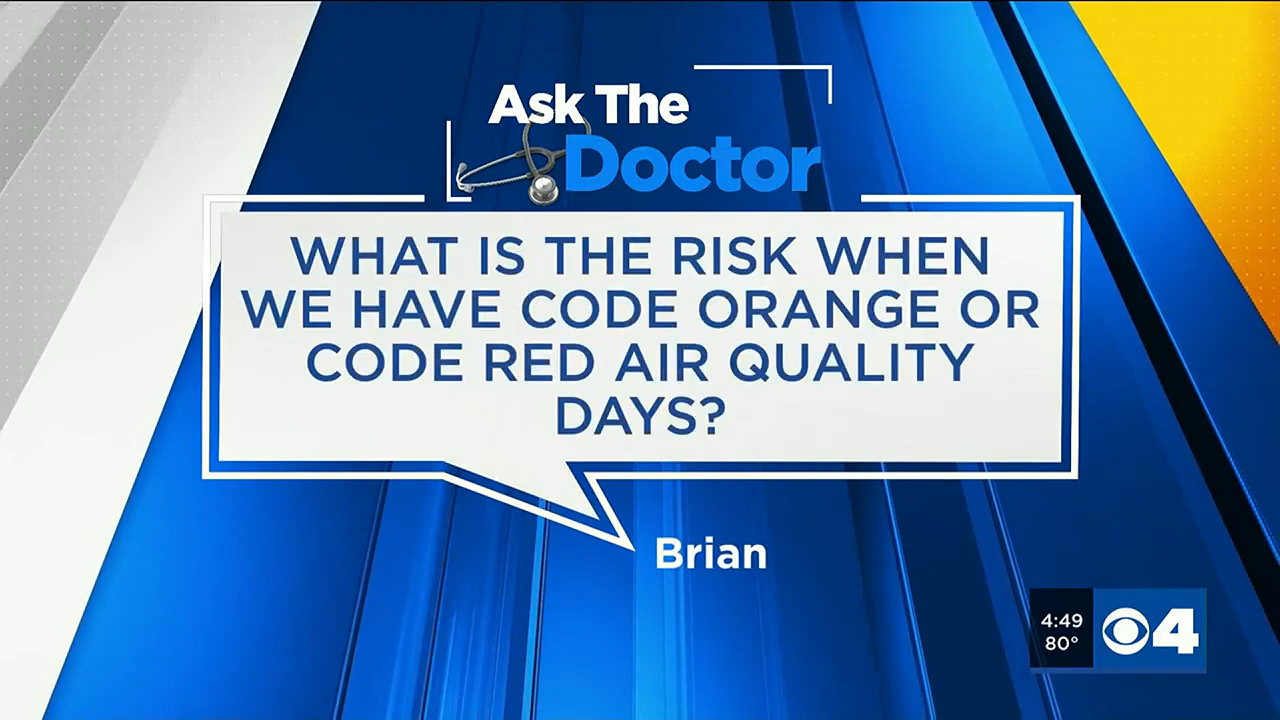 Ask The
Doctor
WHAT IS THE RISK WHEN
WE HAVE CODE ORANGE OR
CODE RED AIR QUALITY
DAYS?
Brian
4:49
80°
4